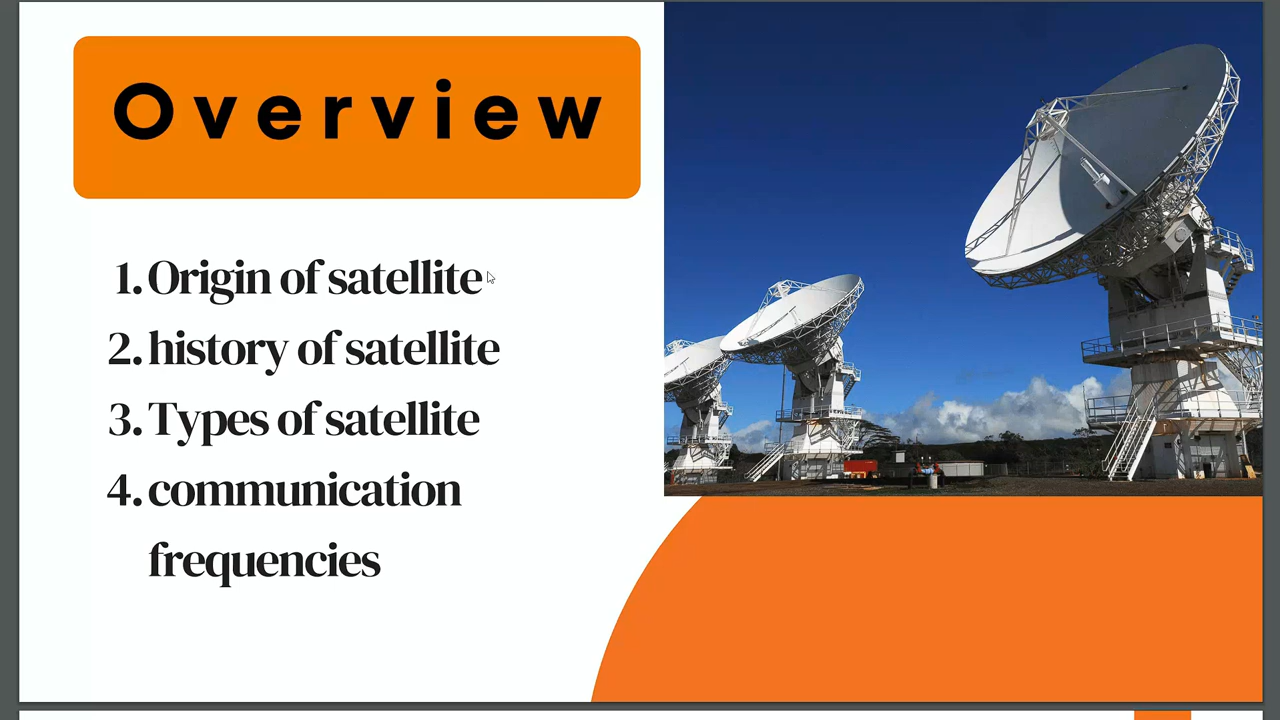 Overview
1. Origin of satellite
2. history of satellite
3. Types of satellite
4. communication
frequencies